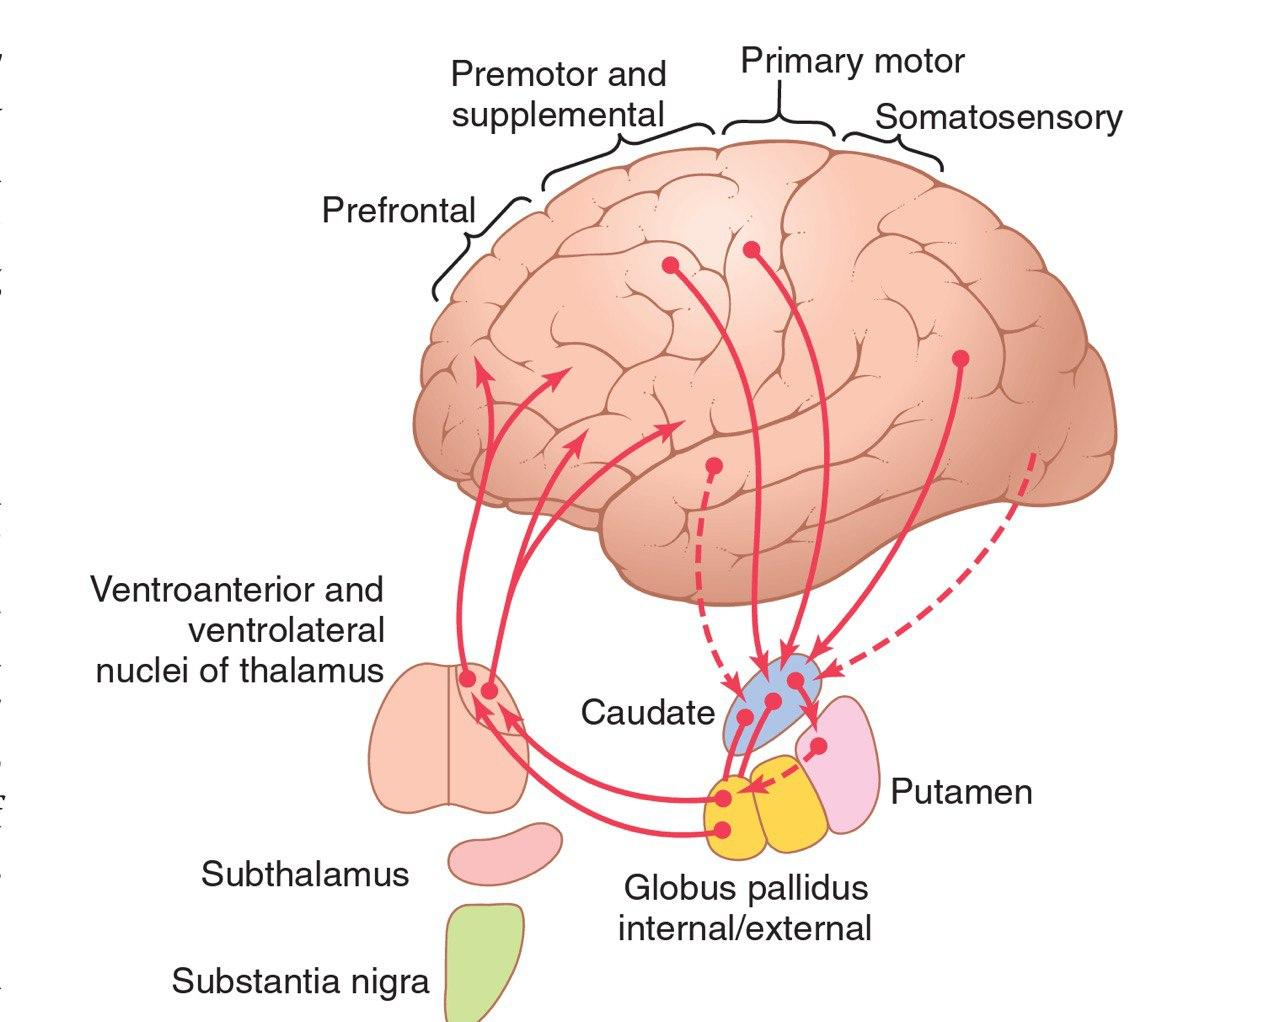 Primary motor
Premotor and
supplemental
Somatosensory
Prefrontal
Ventroanterior and
ventrolateral
nuclei of thalamus
Caudate
Putamen
Subthalamus
Globus pallidus
internal/external
Substantia nigra